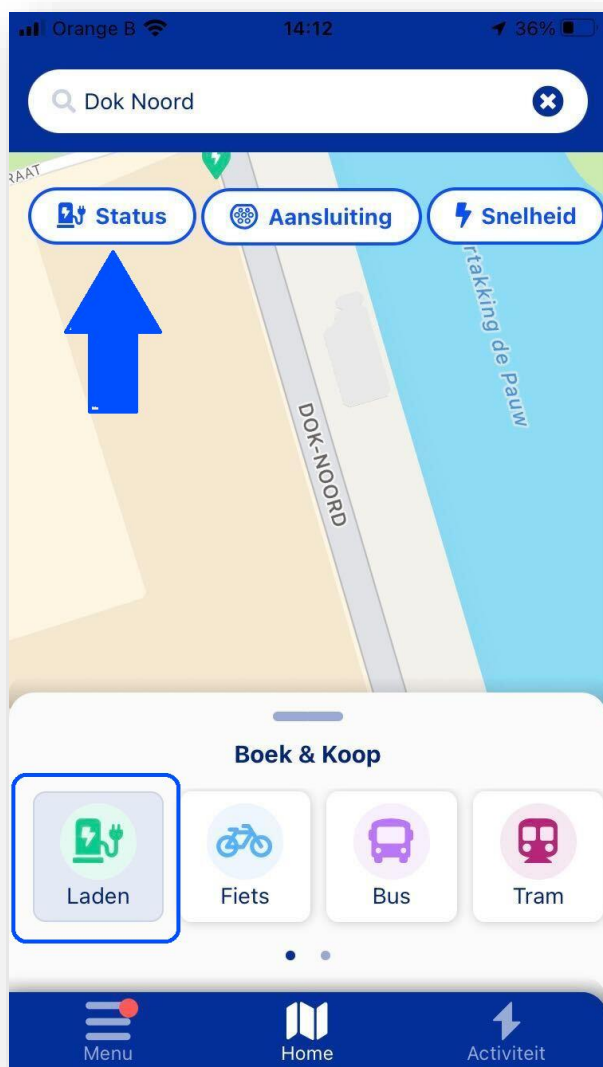 Orange B 14:12 36%
Dok Noord
RAAT
Status Aansluiting Snelheid
rtakking de Pauw
DOK-NOORD
Boek & Koop
Laden Fiets Bus Tram
Menu Home Activiteit